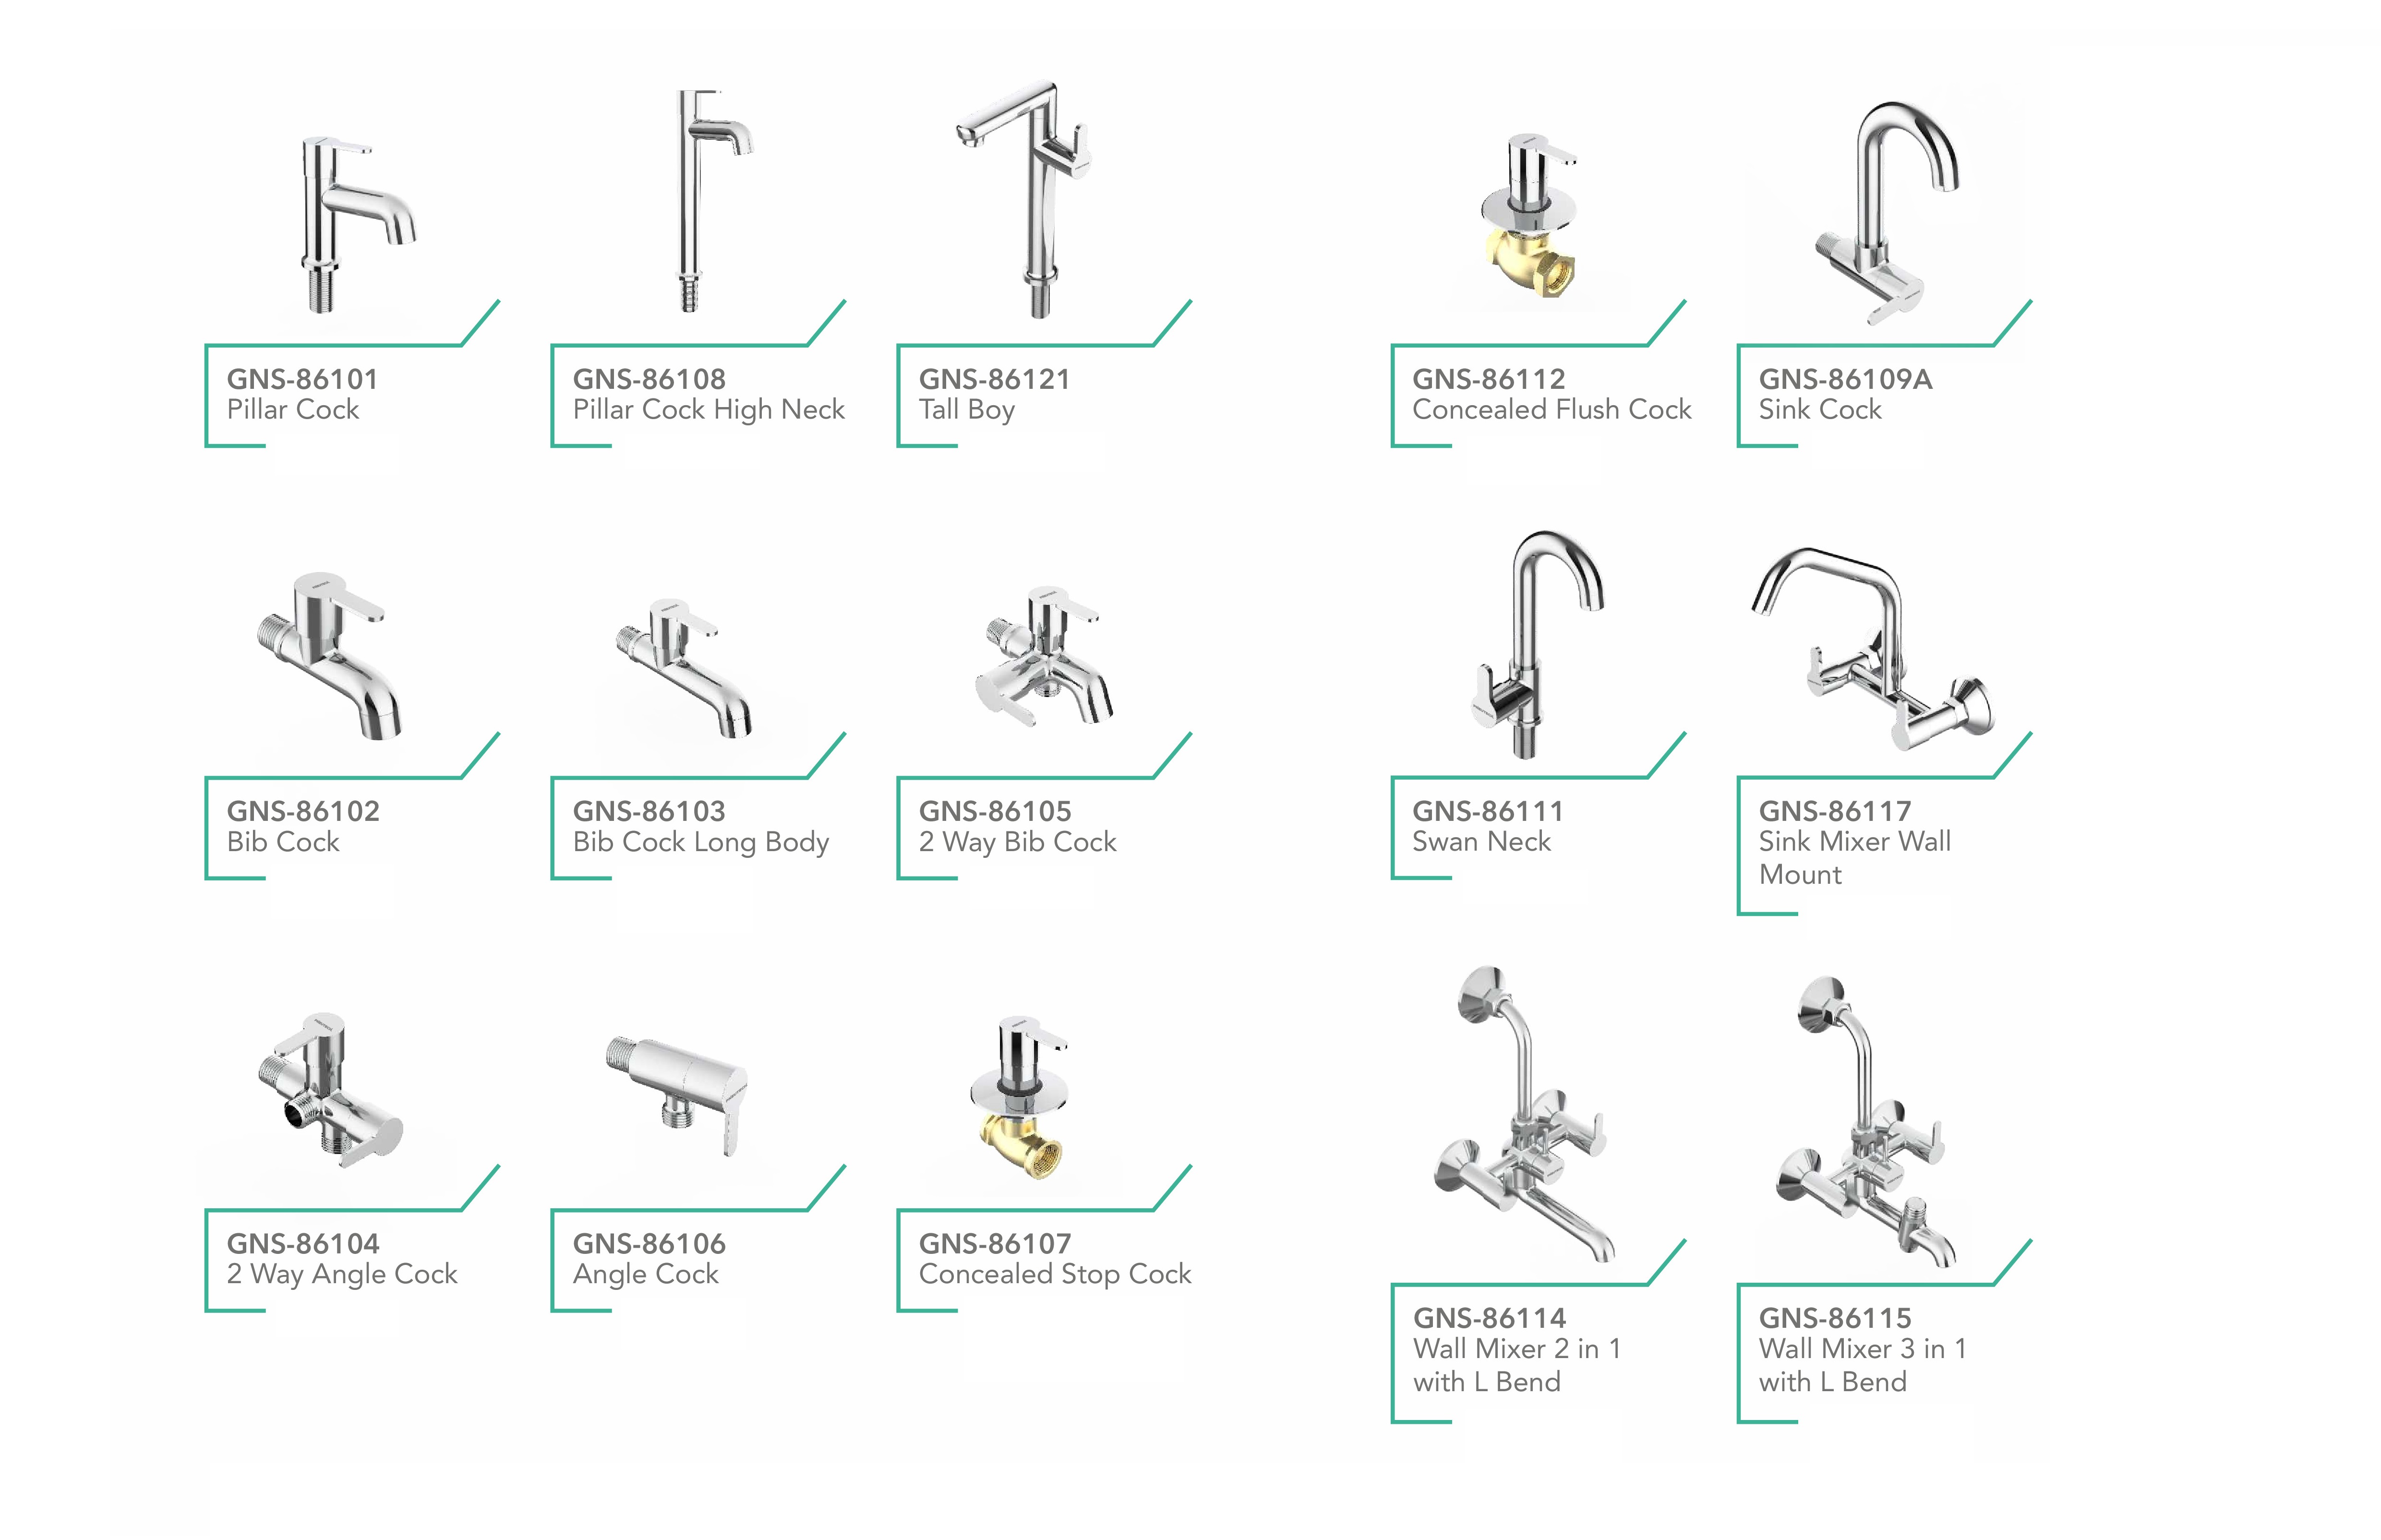 GNS-86101
Pillar Cock
GNS-86108
Pillar Cock High Neck
GNS-86121
Tall Boy
GNS-86112
Concealed Flush Cock
GNS-86109A
Sink Cock
GNS-86102
Bib Cock
GNS-86103
Bib Cock Long Body
GNS-86105
2 Way Bib Cock
GNS-86111
Swan Neck
GNS-86117
Sink Mixer Wall
Mount
GNS-86104
2 Way Angle Cock
GNS-86106
Angle Cock
GNS-86107
Concealed Stop Cock
GNS-86114
Wall Mixer 2 in 1
with L Bend
GNS-86115
Wall Mixer 3 in 1
with L Bend